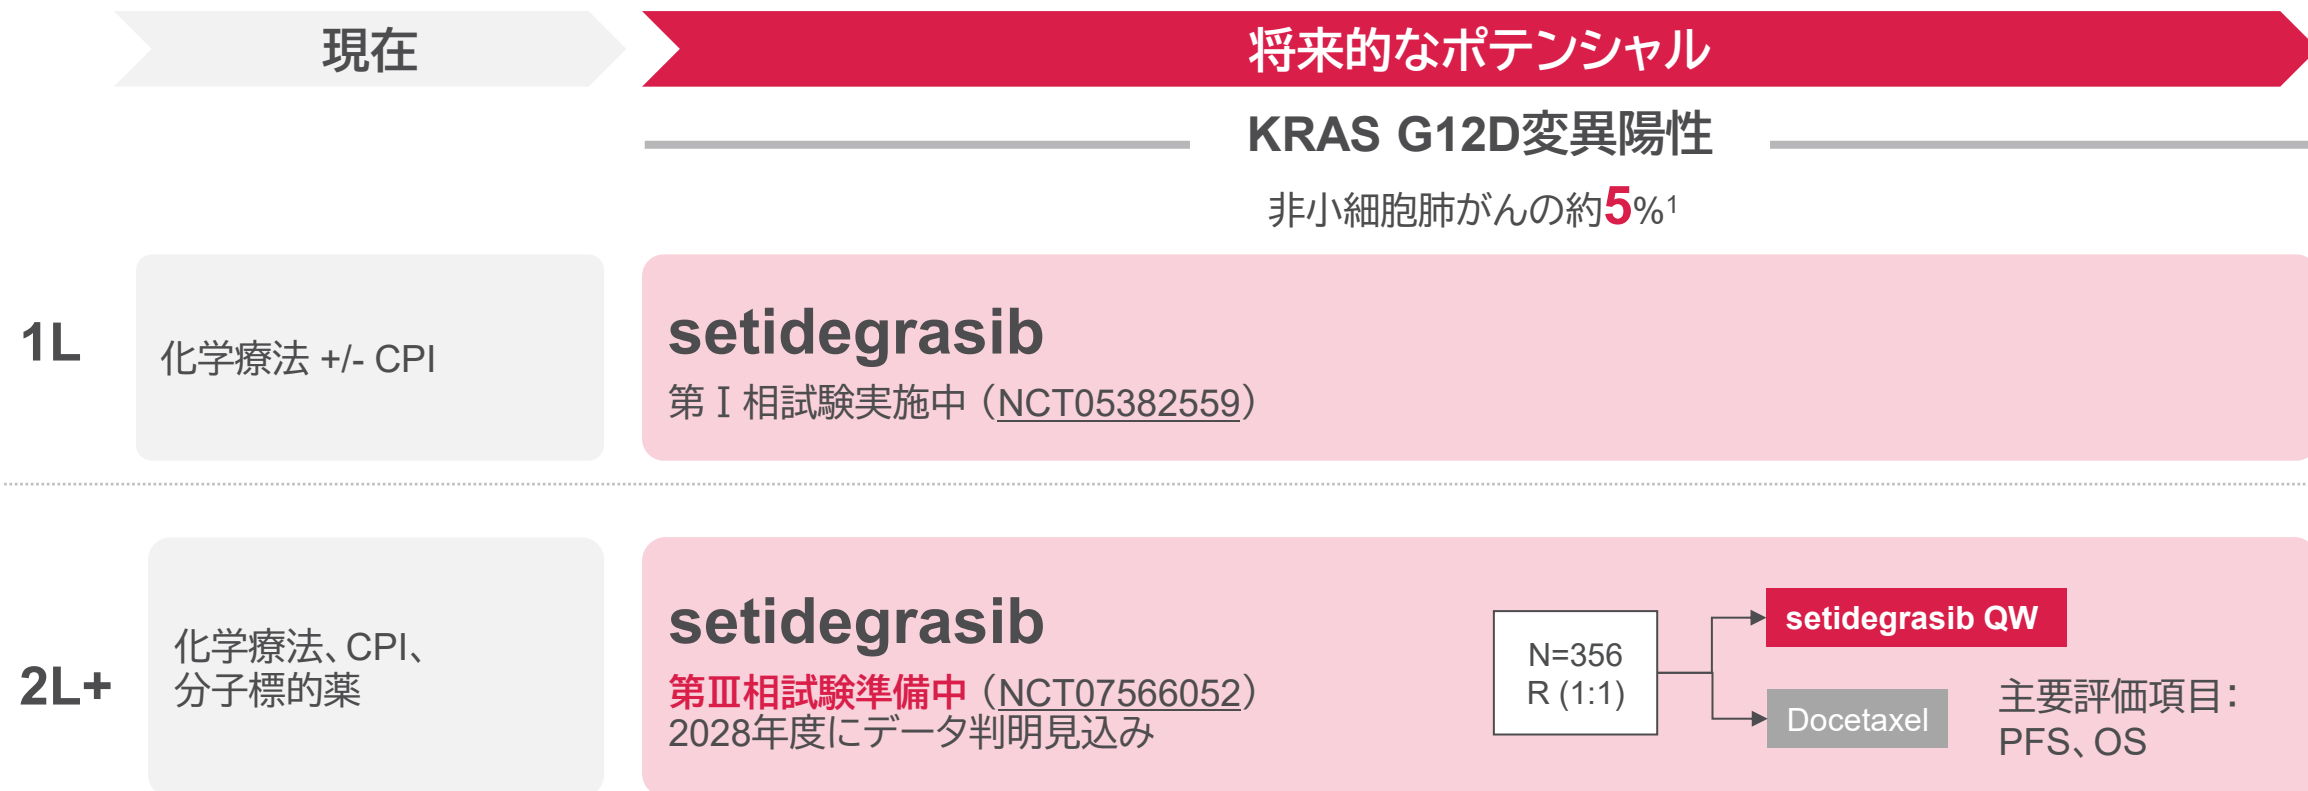 現在
将来的なポテンシャル
KRAS G12D変異陽性
非小細胞肺がんの約5%1
1L
化学療法 +/- CPI
setidegrasib
第Ⅰ相試験実施中（NCT05382559）
2L+
化学療法、CPI、
分子標的薬
setidegrasib
第Ⅲ相試験準備中（NCT07566052）
2028年度にデータ判明見込み
N=356
R (1:1)
setidegrasib QW
Docetaxel
主要評価項目：
PFS、OS